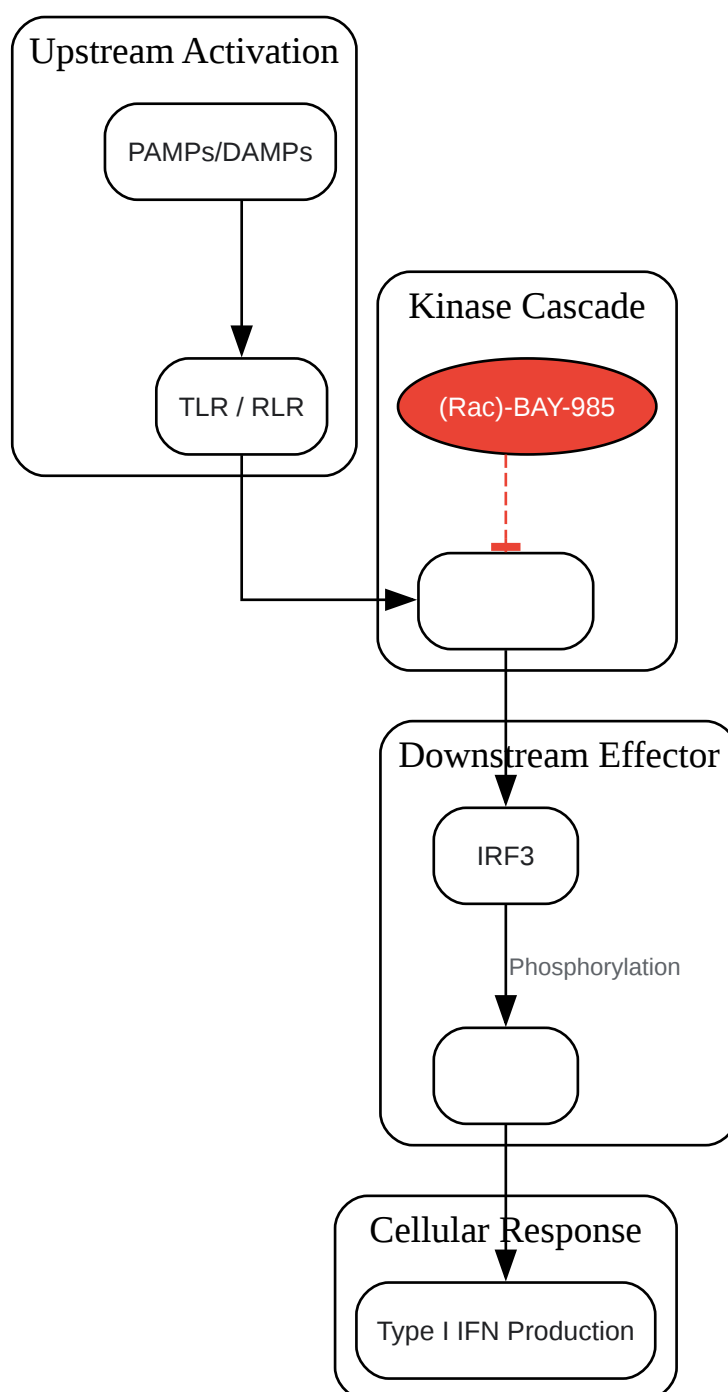 Upstream Activation
PAMPs/DAMPs
TLR / RLR
Kinase Cascade
(Rac)-BAY-985
Downstream Effector
IRF3
Phosphorylation
Cellular Response
Type I IFN Production